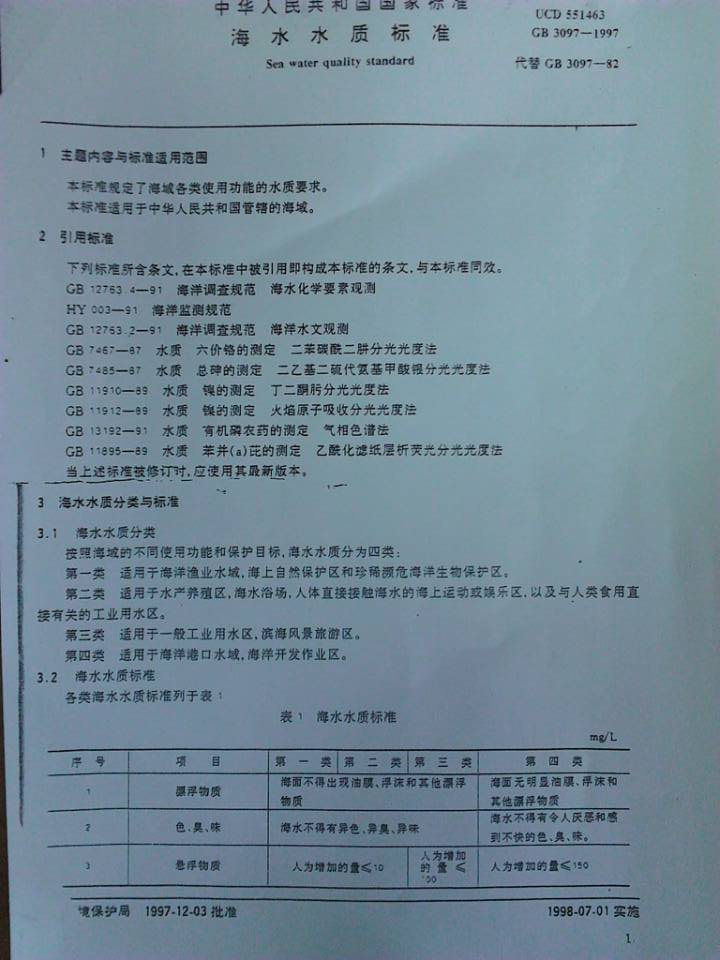 中华人民共和国国家标准
海水水质标准
Sea water quality standard
UCD 551463
GB 3097—1997
代替 GB 3097—82
1 主题内容与标准适用范围
本标准规定了海域各类使用功能的水质要求。
本标准适用于中华人民共和国管辖的海域。
2 引用标准
下列标准所含条文,在本标准中被引用即构成本标准的条文,与本标准同效。
GB 12763.4—91 海洋调查规范 海水化学要素观测
HY 003—91 海洋监测规范
GB 12763.2—91 海洋调查规范 海洋水文观测
GB 7467—87 水质 六价铬的测定 二苯碳酰二肼分光光度法
GB 7485—87 水质 总砷的测定 二乙基二硫代氨基甲酸银分光光度法
GB 11910—89 水质 镍的测定 丁二酮肟分光光度法
GB 11912—89 水质 镍的测定 火焰原子吸收分光光度法
GB 13192—91 水质 有机磷农药的测定 气相色谱法
GB 11895—89 水质 苯并(a)芘的测定 乙酰化滤纸层析荧光分光光度法
当上述标准被修订时,应使用其最新版本。
3 海水水质分类与标准
3.1 海水水质分类
按照海域的不同使用功能和保护目标,海水水质分为四类:
第一类 适用于海洋渔业水域,海上自然保护区和珍稀濒危海洋生物保护区。
第二类 适用于水产养殖区,海水浴场,人体直接接触海水的海上运动或娱乐区,以及与人类食用直
接有关的工业用水区。
第三类 适用于一般工业用水区,滨海风景旅游区。
第四类 适用于海洋港口水域,海洋开发作业区。
3.2 海水水质标准
各类海水水质标准列于表 1
表 1 海水水质标准
mg/L
序号 项目 第一类 第二类 第三类 第四类
1 漂浮物质 海面不得出现油膜、浮沫和其他漂浮
物质
海面无明显油膜、浮沫和
其他漂浮物质
2 色、臭、味 海水不得有异色、异臭、异味
海水不得有令人厌恶和感
到不快的色、臭、味。
3 悬浮物质 人为增加的量≤10
人为增加
的量≤
00
人为增加的量≤150
境保护局 1997-12-03 批准
1998-07-01 实施
1